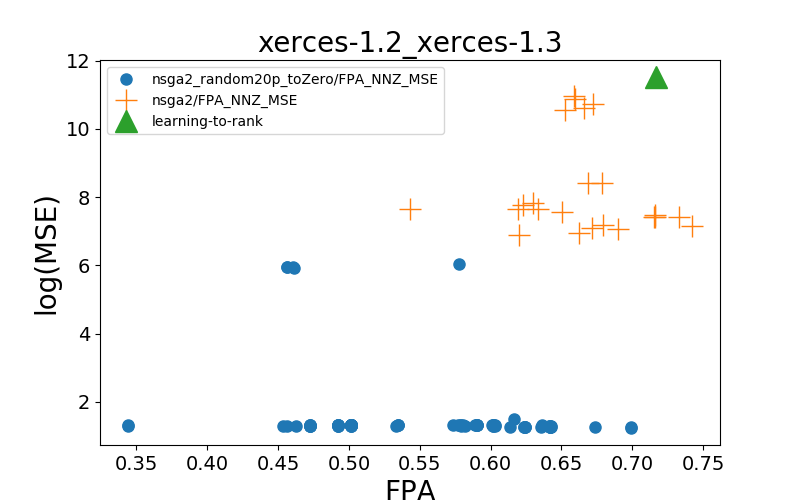 xerces-1.2_xerces-1.3
nsga2_random20p_toZero/FPA_NNZ_MSE
nsga2/FPA_NNZ_MSE
learning-to-rank
log(MSE)
12
10
8
6
4
2
0.35 0.40 0.45 0.50 0.55 0.60 0.65 0.70 0.75
FPA